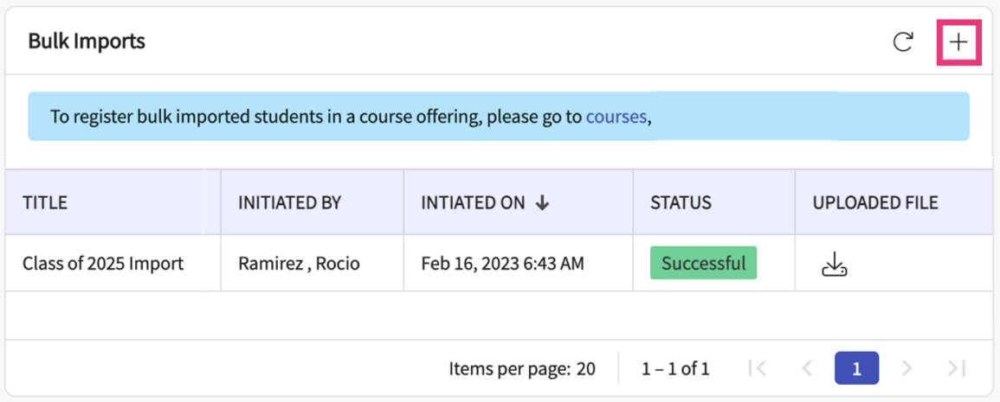 Bulk Imports
To register bulk imported students in a course offering, please go to courses,
TITLE INITIATED BY INTIATED ON STATUS UPLOADED FILE
Class of 2025 Import Ramirez , Rocio Feb 16, 2023 6:43 AM Successful
Items per page: 20 1 – 1 of 1 1